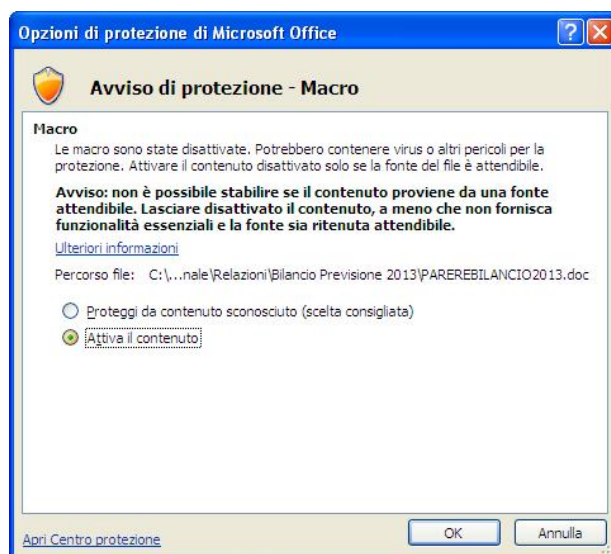 Opzioni di protezione di Microsoft Office
Avviso di protezione - Macro
Macro
Le macro sono state disattivate. Potrebbero contenere virus o altri pericoli per la
protezione. Attivare il contenuto disattivato solo se la fonte del file è attendibile.
Avviso: non è possibile stabilire se il contenuto proviene da una fonte
attendibile. Lasciare disattivato il contenuto, a meno che non fornisca
funzionalità essenziali e la fonte sia ritenuta attendibile.
Ulteriori informazioni
Percorso file: C:\...nale\Relazioni\Bilancio Previsione 2013\PAREREBILANCIO2013.doc
Proteggi da contenuto sconosciuto (scelta consigliata)
Attiva il contenuto
Apri Centro protezione
OK
Annulla